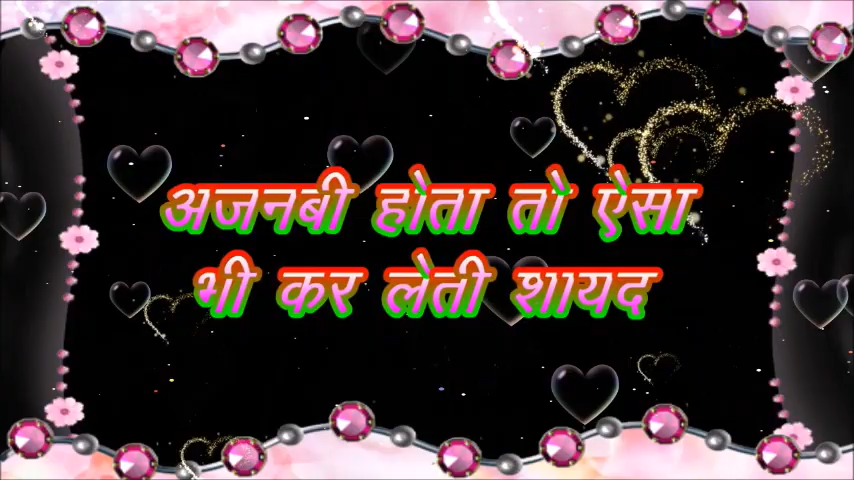 अजनबी होता तो ऐसा
भी कर लेती शायद